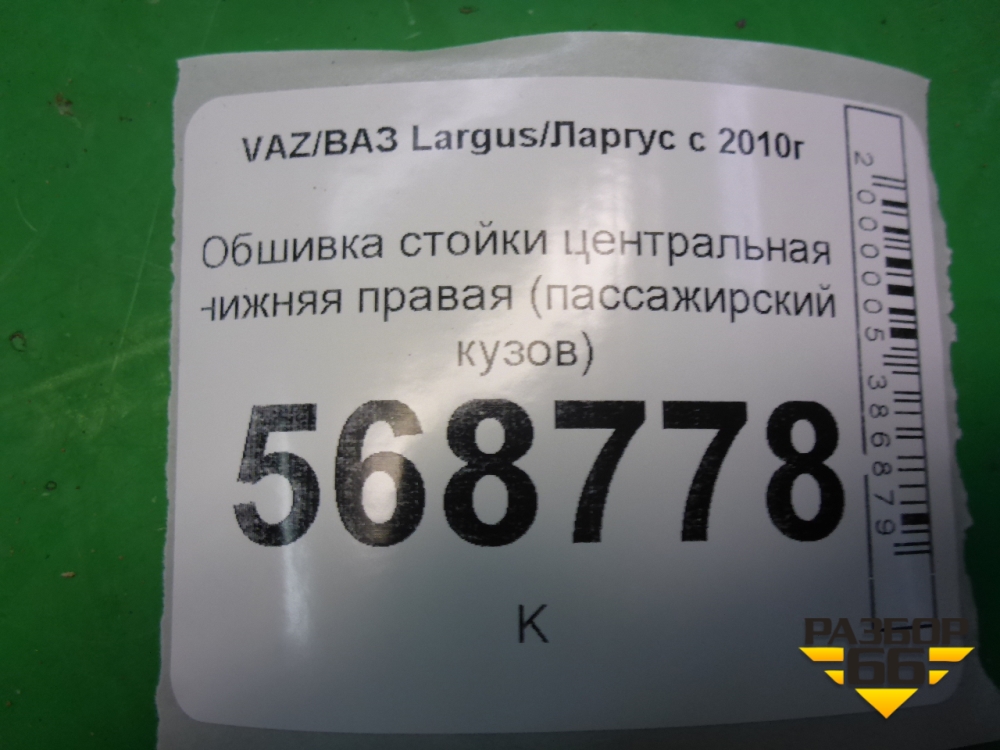 VAZ/ВАЗ Largus/Ларгус с 2010г
Обшивка стойки центральная
нижняя правая (пассажирский
кузов)
568778
К
2000005386879
РАЗБОР
66